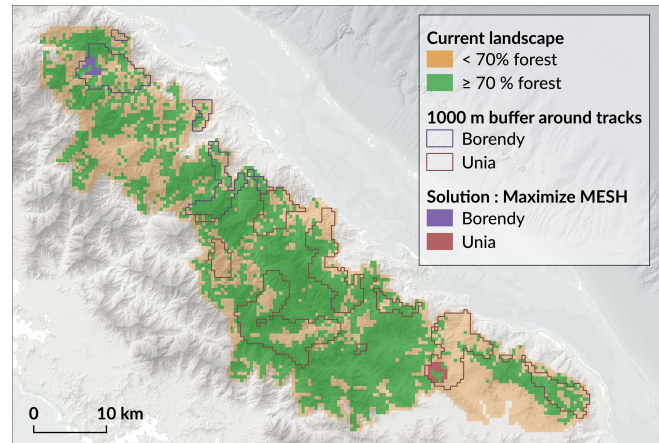 Current landscape
< 70% forest
≥ 70 % forest
1000 m buffer around tracks
Borendy
Unia
Solution : Maximize MESH
Borendy
Unia
0 10 km